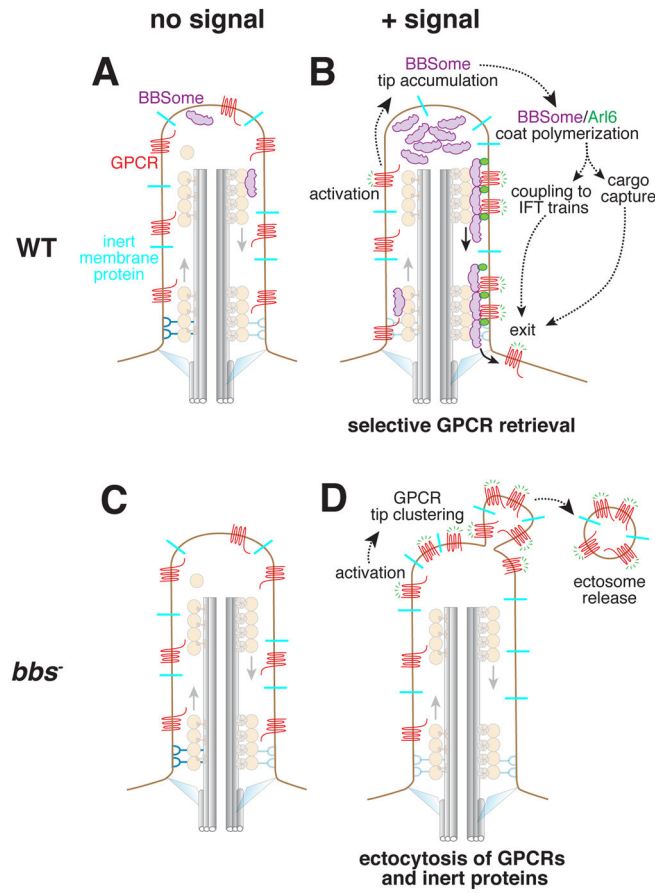 no signal
+ signal
A
BBSome
GPCR
inert
membrane
protein
WT
B
BBSome
tip accumulation
BBSome/Arl6
coat polymerization
activation
coupling to
IFT trains
cargo
capture
exit
selective GPCR retrieval
C
bbs-
D
GPCR
tip clustering
activation
ectosome
release
ectocytosis of GPCRs
and inert proteins